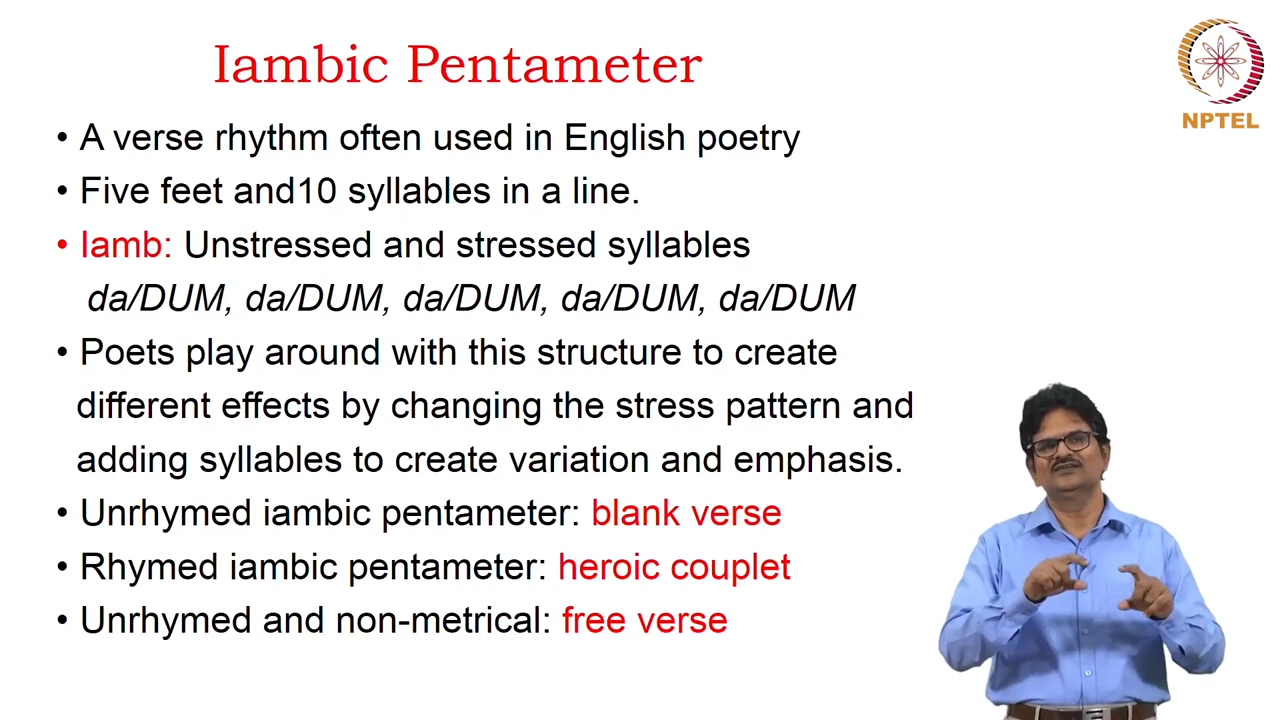 Iambic Pentameter
NPTEL
• A verse rhythm often used in English poetry
• Five feet and10 syllables in a line.
• Iamb: Unstressed and stressed syllables
da/DUM, da/DUM, da/DUM, da/DUM, da/DUM
• Poets play around with this structure to create
different effects by changing the stress pattern and
adding syllables to create variation and emphasis.
• Unrhymed iambic pentameter: blank verse
• Rhymed iambic pentameter: heroic couplet
• Unrhymed and non-metrical: free verse